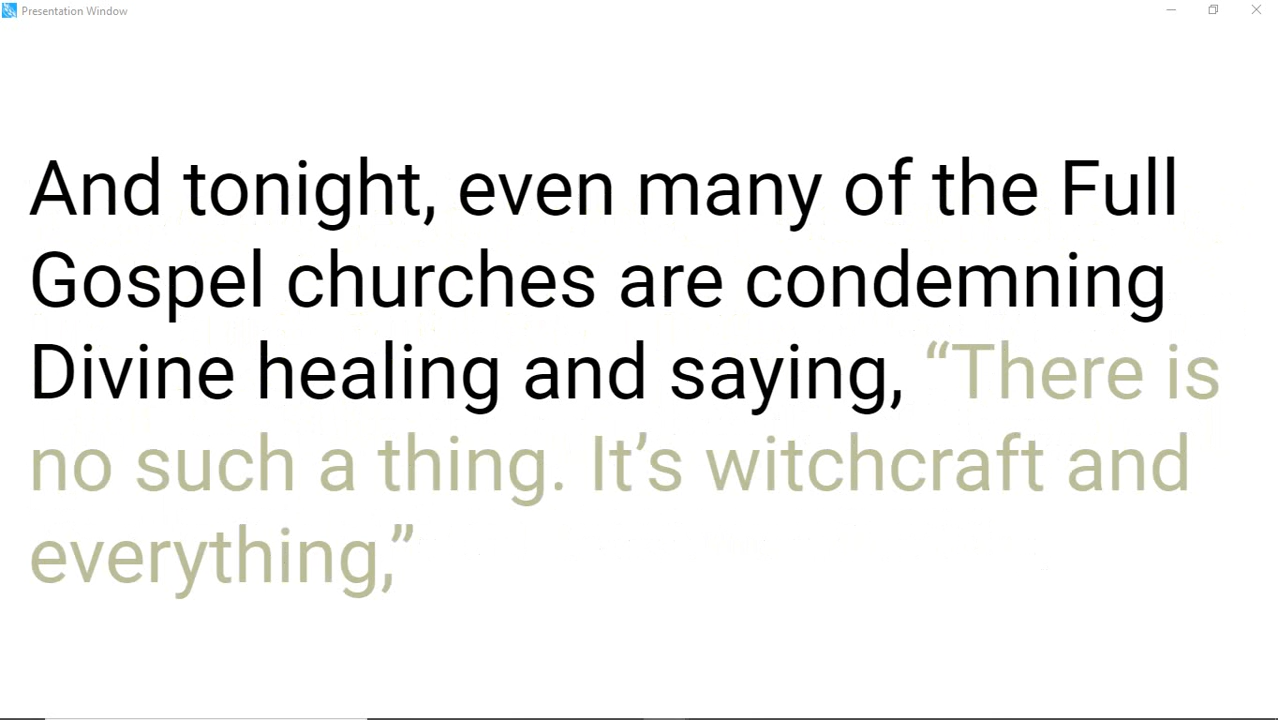 Presentation Window
And tonight, even many of the Full
Gospel churches are condemning
Divine healing and saying, “There is
no such a thing. It’s witchcraft and
everything,”